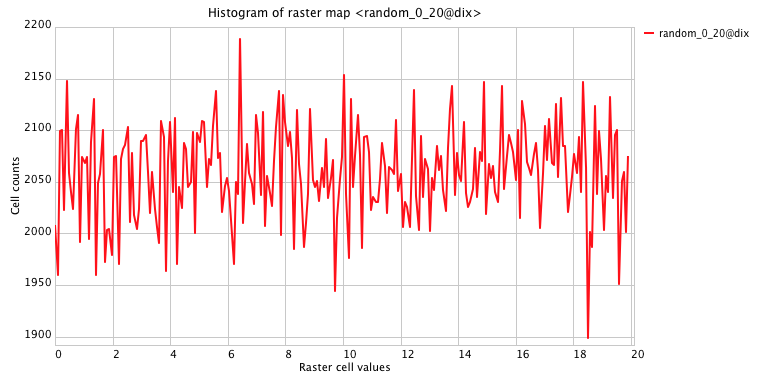 Histogram of raster map <random_0_20@dix>
random_0_20@dix
Cell counts
2200
2150
2100
2050
2000
1950
1900
0 2 4 6 8 10 12 14 16 18 20
Raster cell values